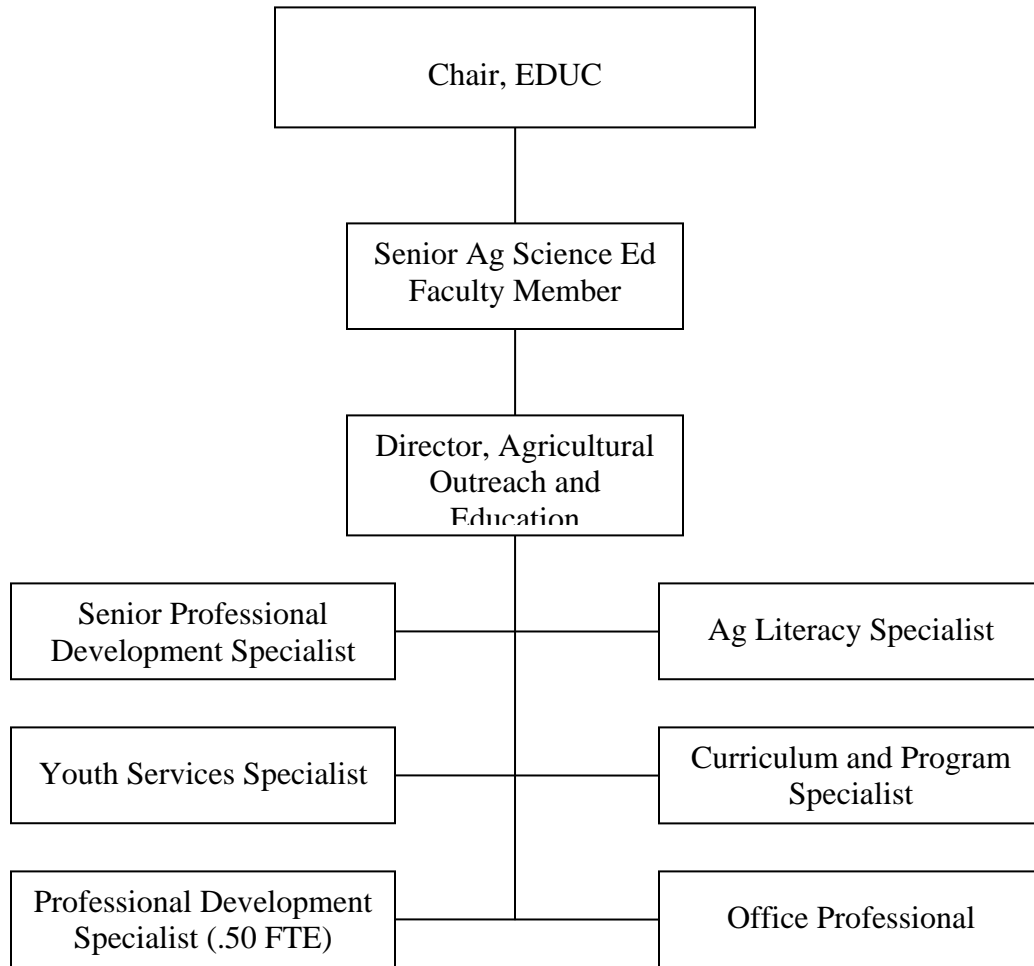 Chair, EDUC
Senior Ag Science Ed
Faculty Member
Director, Agricultural
Outreach and
Education
Senior Professional
Development Specialist
Ag Literacy Specialist
Youth Services Specialist
Curriculum and Program
Specialist
Professional Development
Specialist (.50 FTE)
Office Professional